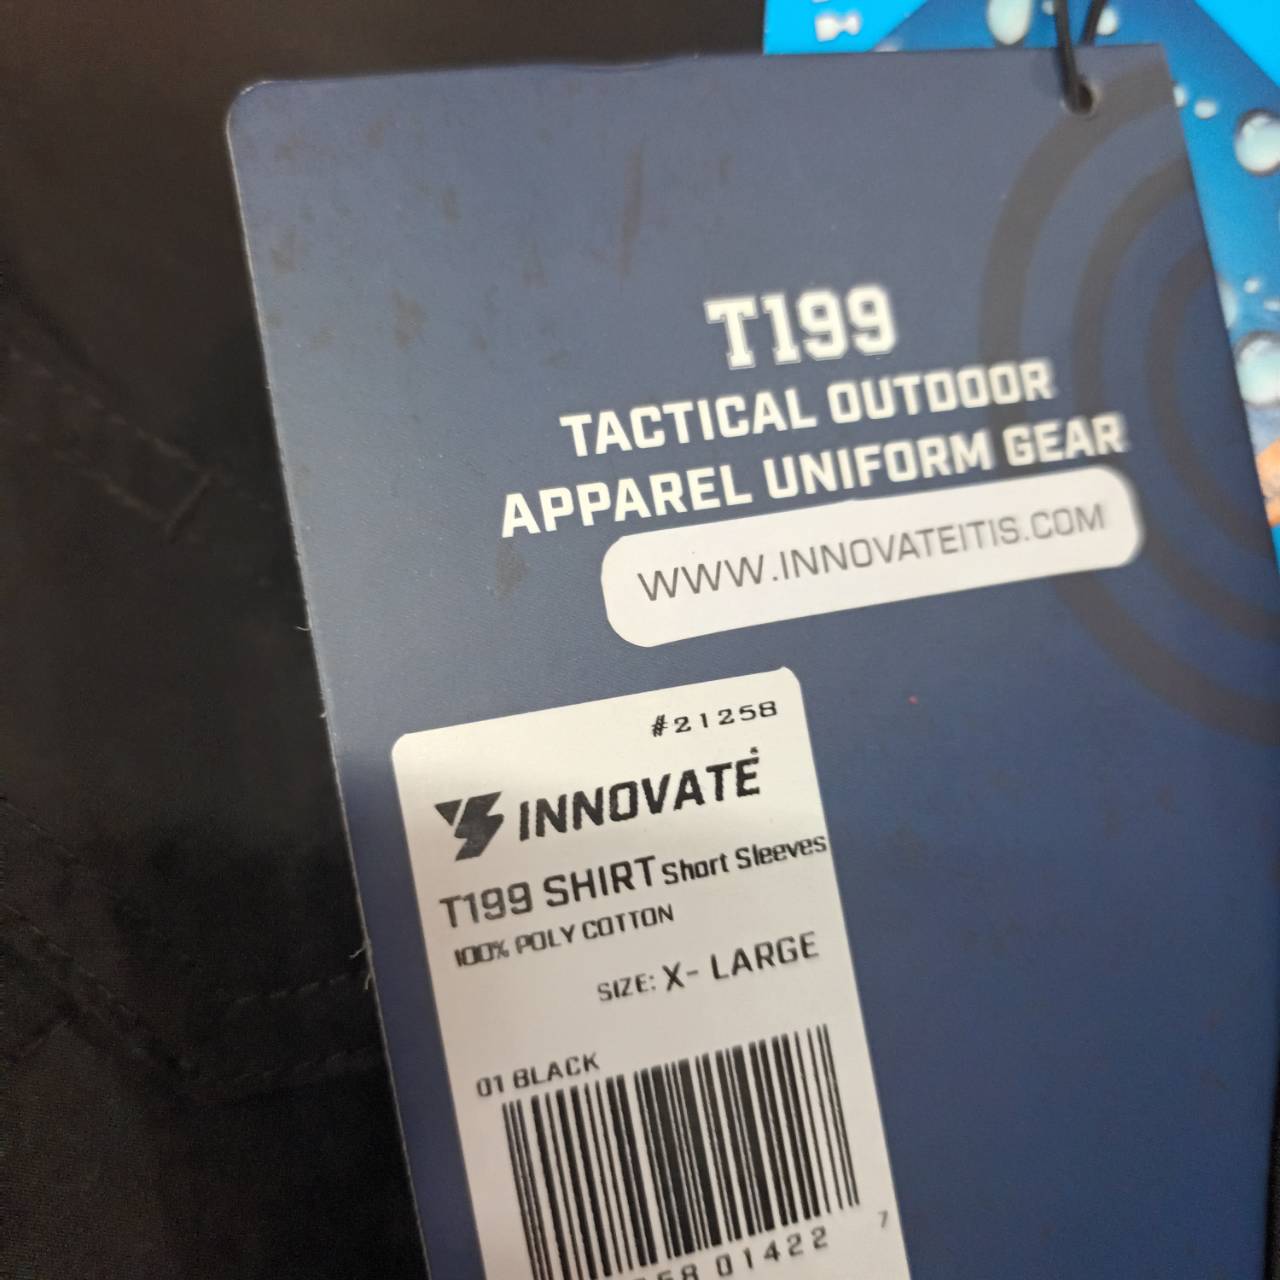 T199
TACTICAL OUTDOOR
APPAREL UNIFORM GEAR
WWW.INNOVATEITIS.COM
#21258
INNOVATE
T199 SHIRT Short Sleeves
100% POLY COTTON
SIZE: X- LARGE
01 BLACK
01422 7